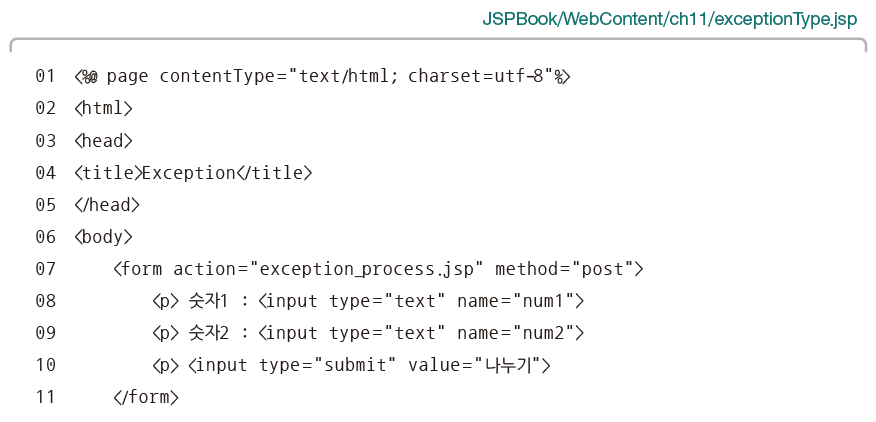 JSPBook/WebContent/ch11/exceptionType.jsp
01 <%@ page contentType="text/html; charset=utf-8"%>
02 <html>
03 <head>
04 <title>Exception</title>
05 </head>
06 <body>
07     <form action="exception_process.jsp" method="post">
08         <p> 숫자1 : <input type="text" name="num1">
09         <p> 숫자2 : <input type="text" name="num2">
10         <p> <input type="submit" value="나누기">
11     </form>